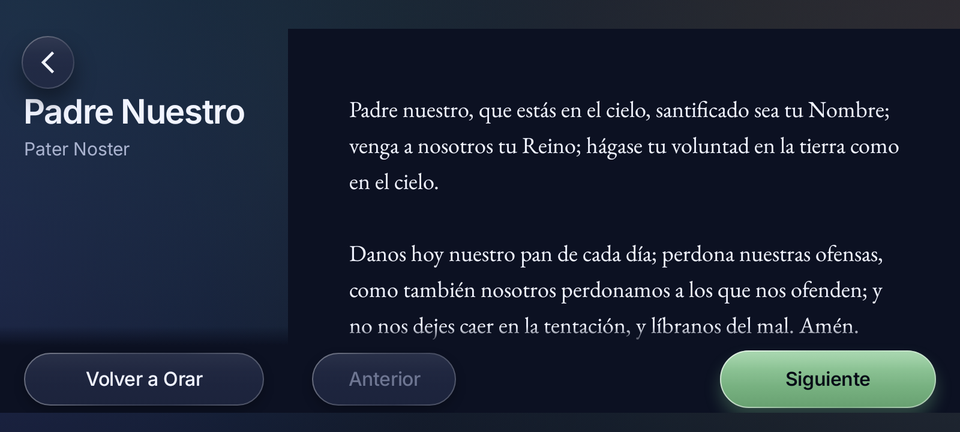 Padre Nuestro
Pater Noster
Padre nuestro, que estás en el cielo, santificado sea tu Nombre;
venga a nosotros tu Reino; hágase tu voluntad en la tierra como
en el cielo.
Danos hoy nuestro pan de cada día; perdona nuestras ofensas,
como también nosotros perdonamos a los que nos ofenden; y
no nos dejes caer en la tentación, y líbranos del mal. Amén.
Volver a Orar
Anterior
Siguiente